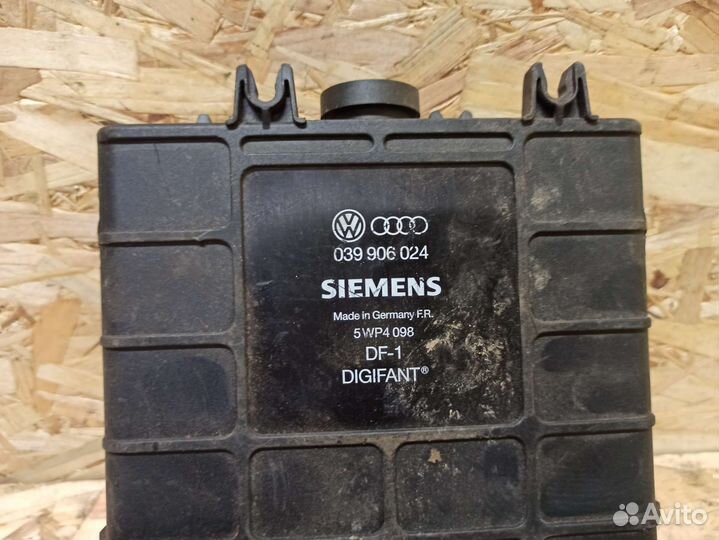 039 906 024
SIEMENS
Made in Germany F.R.
5WP4 098
DF-1
DIGIFANT®
Avito